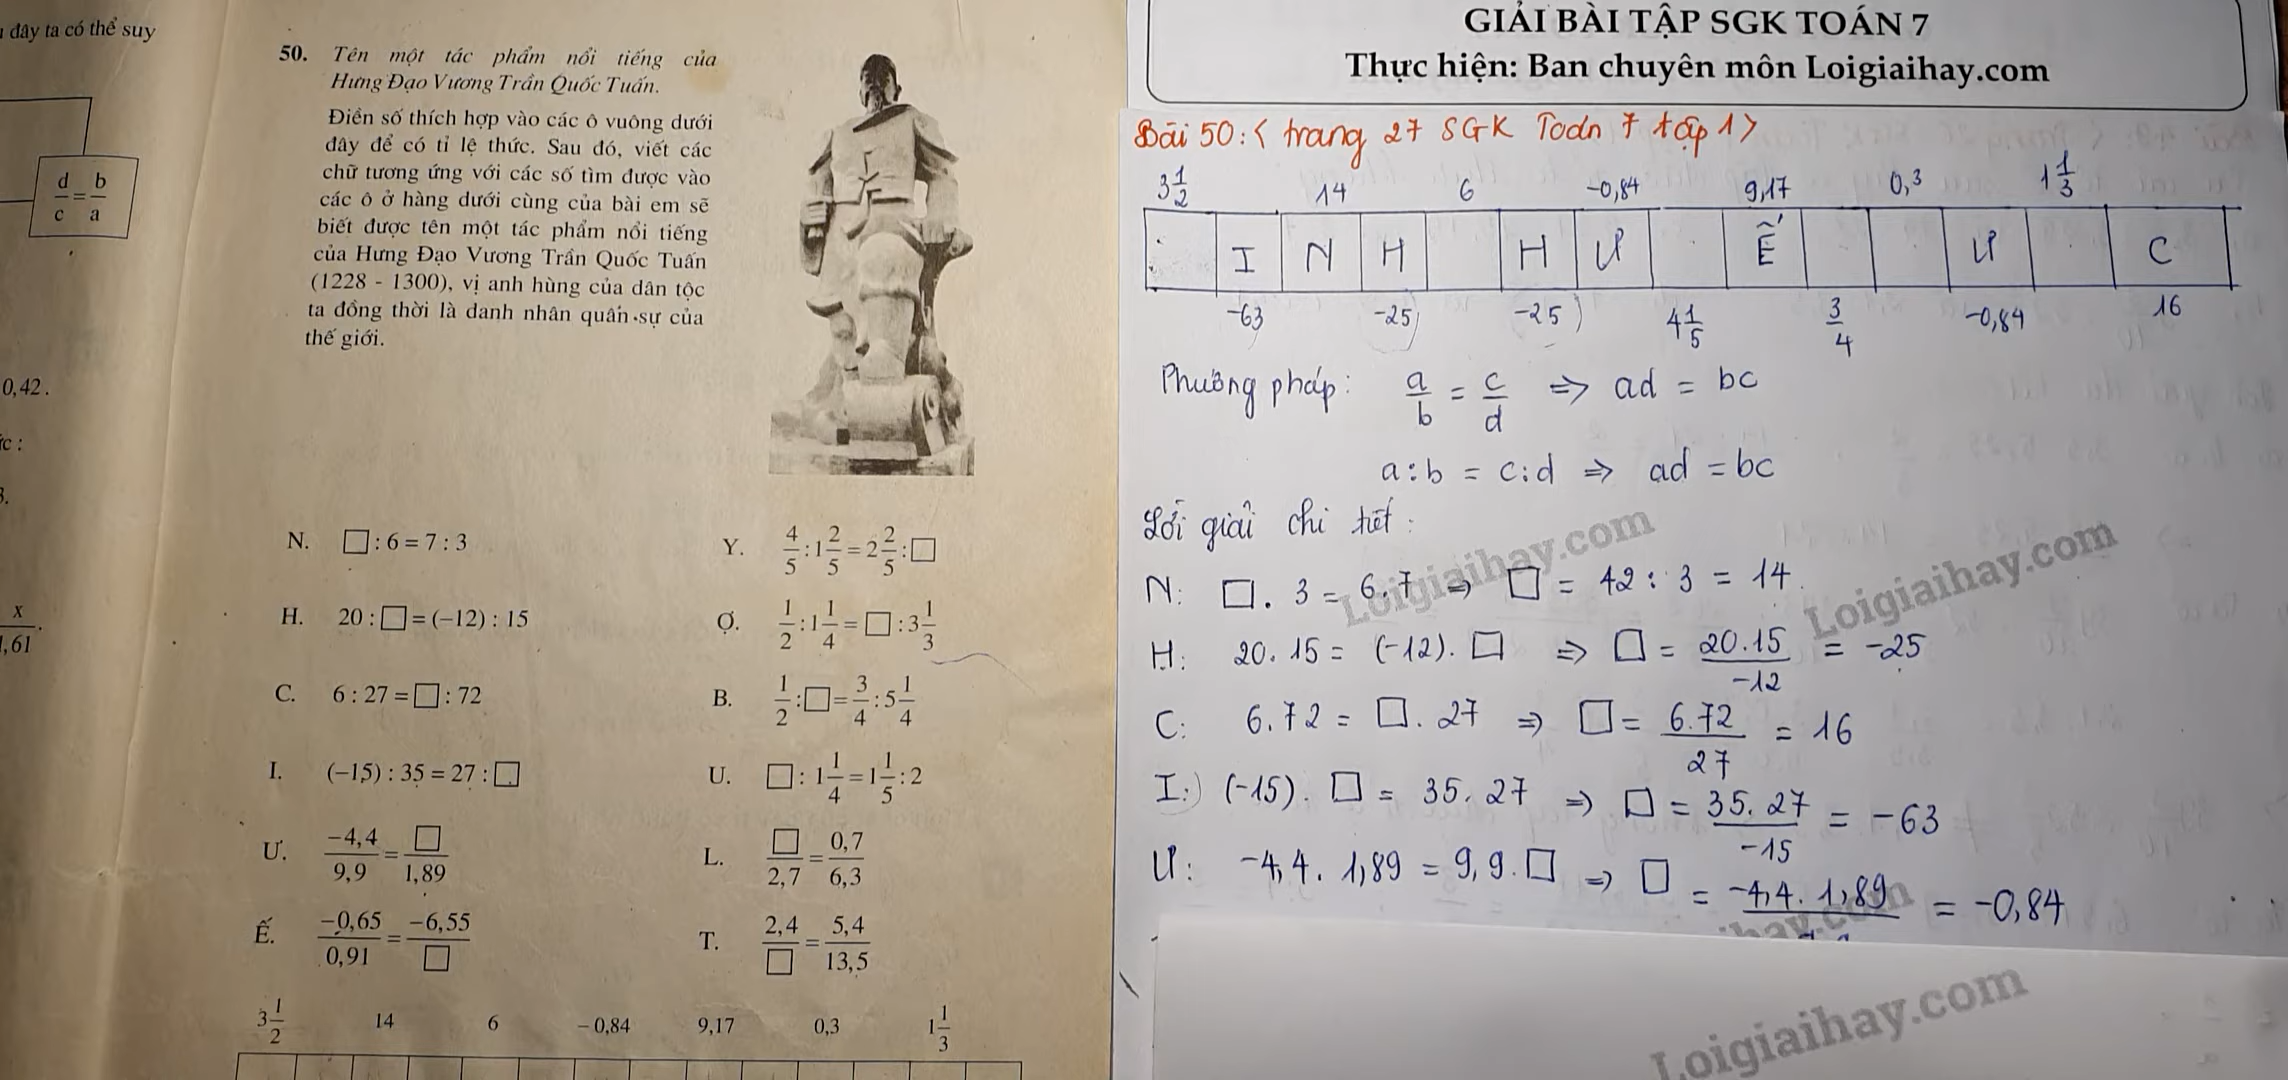 đây ta có thể suy
d/c = b/a
0,42 .
ức :
3.
x/1,61 .
50. Tên một tác phẩm nổi tiếng của
Hưng Đạo Vương Trần Quốc Tuấn.
Điền số thích hợp vào các ô vuông dưới
đây để có tỉ lệ thức. Sau đó, viết các
chữ tương ứng với các số tìm được vào
các ô ở hàng dưới cùng của bài em sẽ
biết được tên một tác phẩm nổi tiếng
của Hưng Đạo Vương Trần Quốc Tuấn
(1228 - 1300), vị anh hùng của dân tộc
ta đồng thời là danh nhân quân sự của
thế giới.
N. □ : 6 = 7 : 3
H. 20 : □ = (−12) : 15
C. 6 : 27 = □ : 72
I. (−15) : 35 = 27 : □
Ư. −4,4/9,9 = □/1,89
Ế. −0,65/0,91 = −6,55/□
Y. 4/5 : 1 2/5 = 2 2/5 : □
Ợ. 1/2 : 1 1/4 = □ : 3 1/3
B. 1/2 : □ = 3/4 : 5 1/4
U. □ : 1 1/4 = 1 1/5 : 2
L. □/2,7 = 0,7/6,3
T. 2,4/□ = 5,4/13,5
3 1/2 14 6 −0,84 9,17 0,3 1 1/3
GIẢI BÀI TẬP SGK TOÁN 7
Thực hiện: Ban chuyên môn Loigiaihay.com
Bài 50: < trang 27 SGK Toán 7 tập 1>
3 1/2 14 6 -0,84 9,17 0,3 1 1/3
I N H H Ư Ế Ư C
-63 -25 -25 4 1/5 3/4 -0,84 16
Phương pháp: a/b = c/d => ad = bc
a : b = c : d => ad = bc
Lời giải chi tiết :
N: □ . 3 = 6.7 => □ = 42 : 3 = 14.
H: 20. 15 = (-12). □ => □ = 20.15/-12 = -25
C: 6.72 = □. 27 => □ = 6.72/27 = 16
I: (-15). □ = 35. 27 => □ = 35. 27/-15 = -63
Ư: -4,4. 1,89 = 9,9. □ => □ = -4,4. 1,89 = -0,84
Loigiaihay.com
Loigiaihay.com
Loigiaihay.com